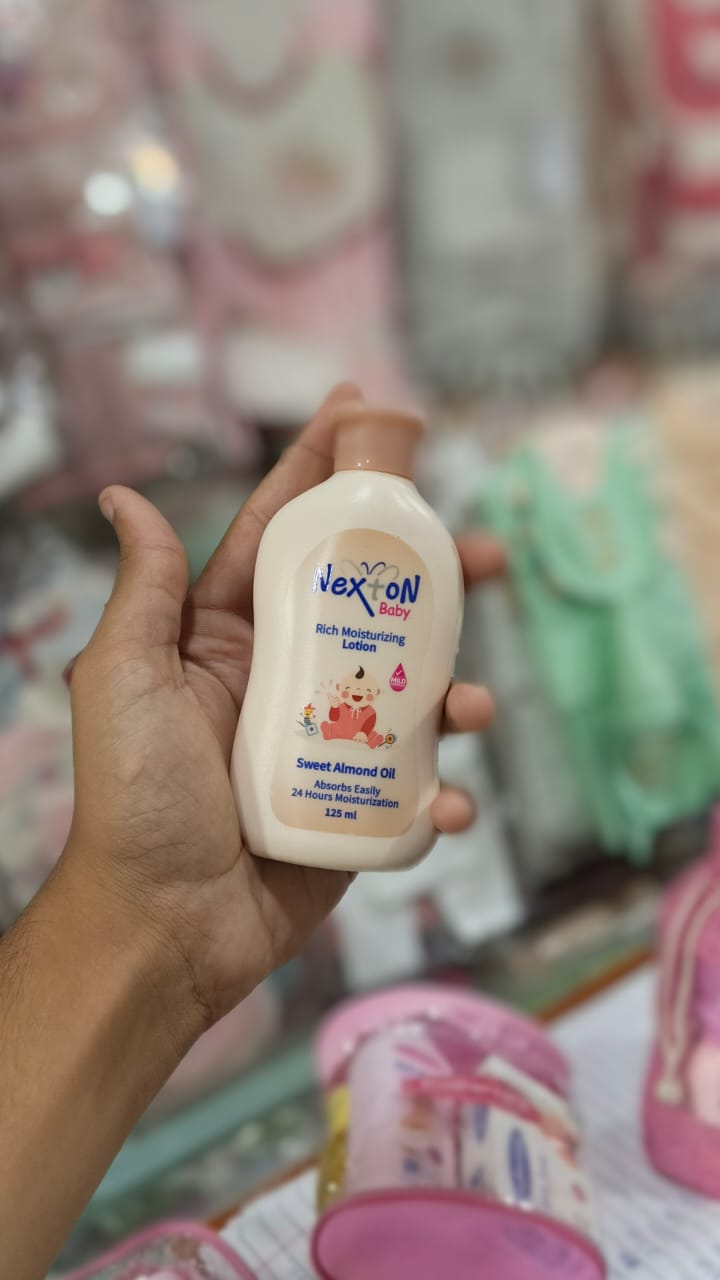 Nexton
Baby
Rich Moisturizing
Lotion
MILD
Sweet Almond Oil
Absorbs Easily
24 Hours Moisturization
125 ml